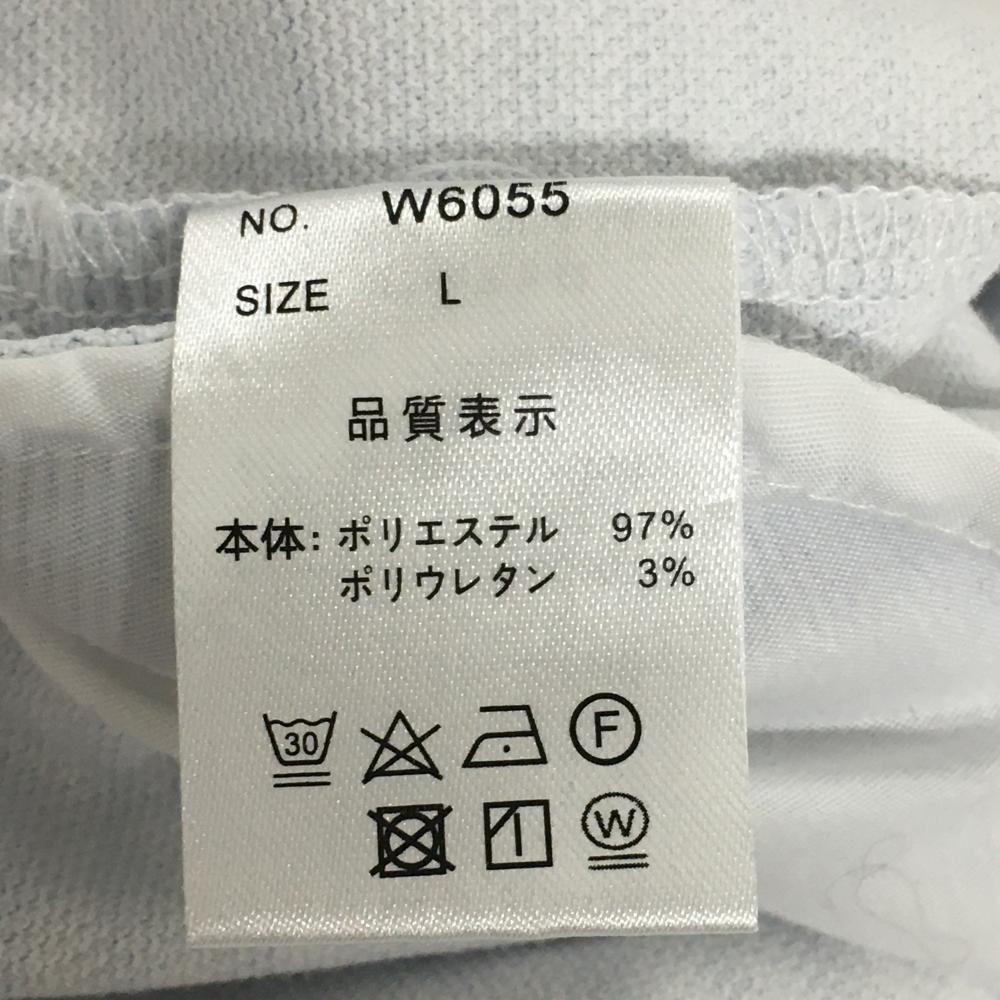 NO. W6055
SIZE L
品質表示
本体: ポリエステル 97%
ポリウレタン 3%
30 F
W